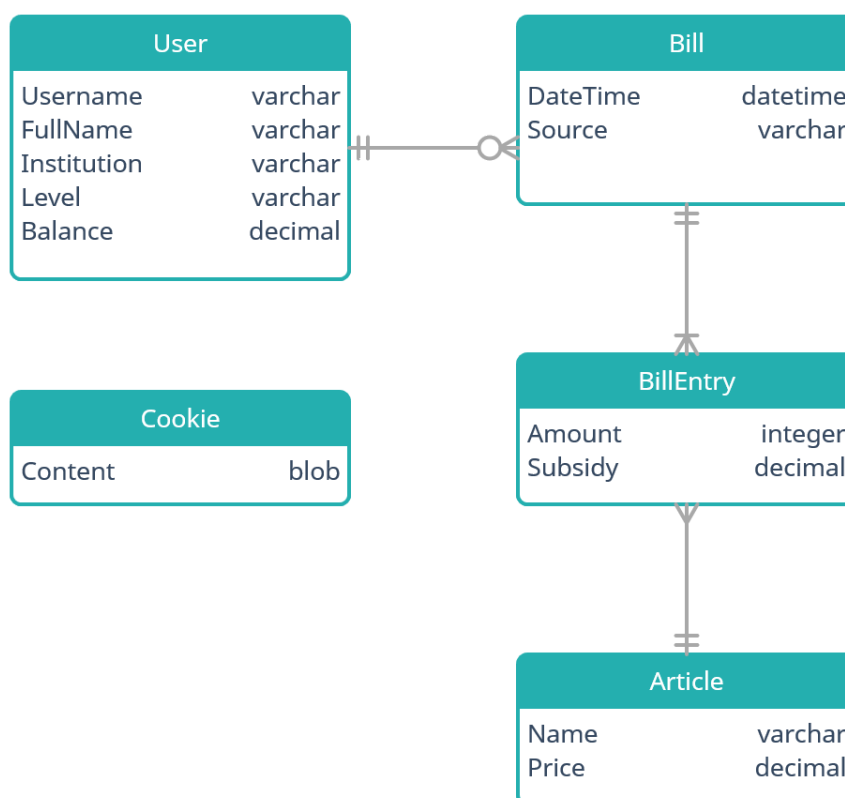 User
Username varchar
FullName varchar
Institution varchar
Level varchar
Balance decimal
Bill
DateTime datetime
Source varchar
Cookie
Content blob
BillEntry
Amount integer
Subsidy decimal
Article
Name varchar
Price decimal